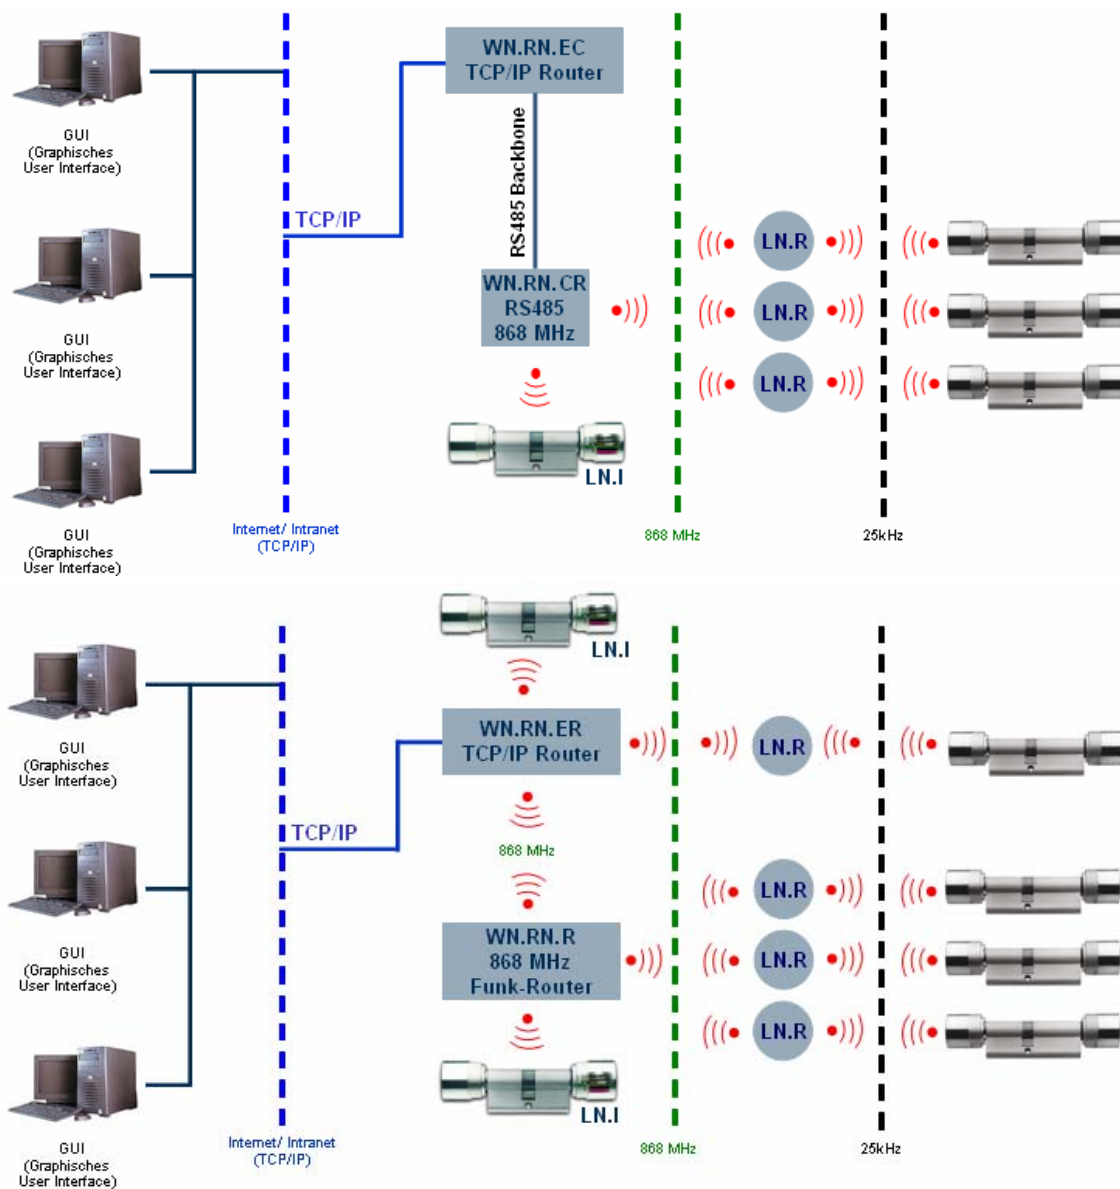 WN.RN.EC
TCP/IP Router
GUI
(Graphisches
User Interface)
RS485 Backbone
TCP/IP
LN.R
WN.RN.CR
RS485
868 MHz
LN.R
GUI
(Graphisches
User Interface)
LN.R
LN.I
GUI
(Graphisches
User Interface)
Internet/ Intranet
(TCP/IP)
868 MHz
25kHz
LN.I
WN.RN.ER
TCP/IP Router
LN.R
GUI
(Graphisches
User Interface)
TCP/IP
868 MHz
LN.R
WN.RN.R
868 MHz
Funk-Router
LN.R
GUI
(Graphisches
User Interface)
LN.R
LN.I
GUI
(Graphisches
User Interface)
Internet/ Intranet
(TCP/IP)
868 MHz
25kHz